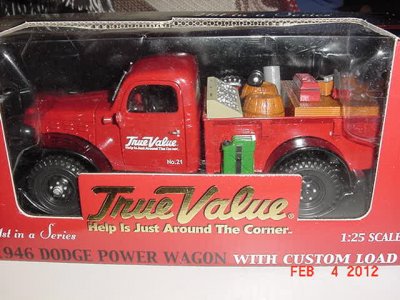 True Value
Help Is Just Around The Corner.
No.21
True Value®
Help Is Just Around The Corner.
1st in a Series
1:25 SCALE
1946 DODGE POWER WAGON WITH CUSTOM LOAD
FEB 4 2012